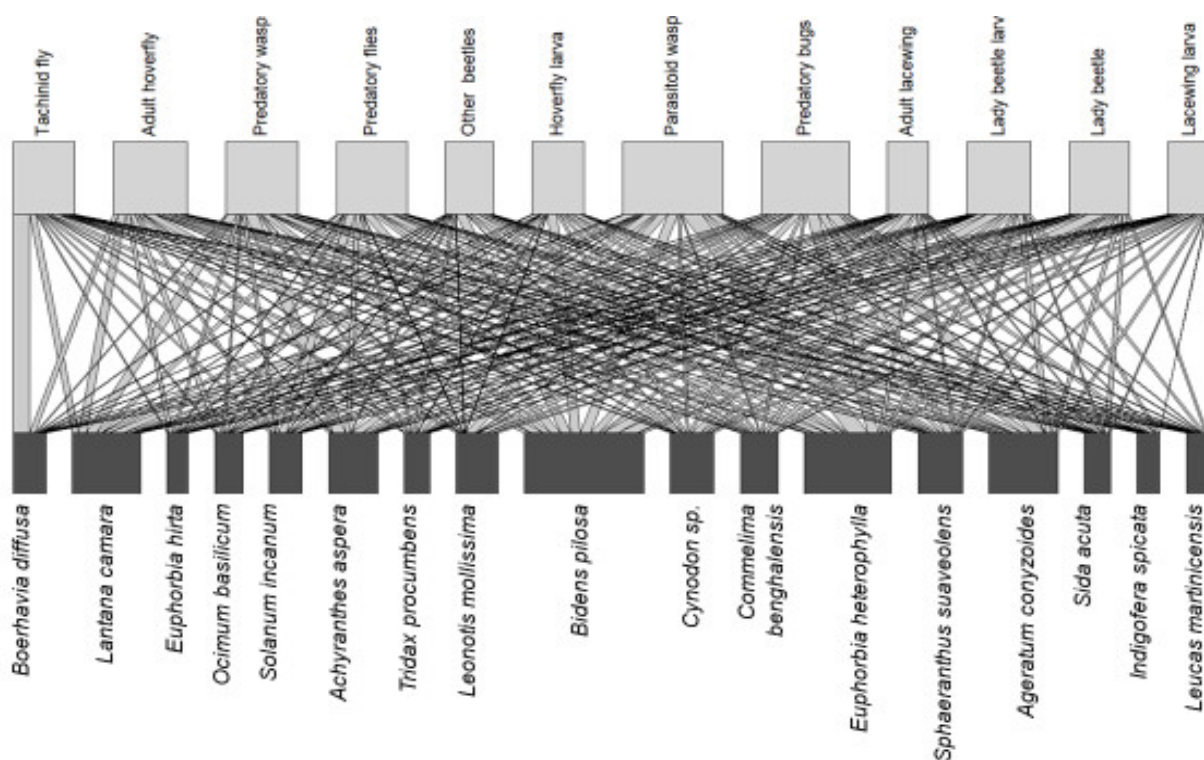 Tachinid fly
Adult hoverfly
Predatory wasp
Predatory flies
Other beetles
Hoverfly larva
Parasitoid wasp
Predatory bugs
Adult lacewing
Lady beetle larv
Lady beetle
Lacewing larva
Boerhavia diffusa
Lantana camara
Euphorbia hirta
Ocimum basilicum
Solanum incanum
Achyranthes aspera
Tridax procumbens
Leonotis mollissima
Bidens pilosa
Cynodon sp.
Commelima
benghalensis
Euphorbia heterophylla
Sphaeranthus suaveolens
Ageratum conyzoides
Sida acuta
Indigofera spicata
Leucas martinicensis